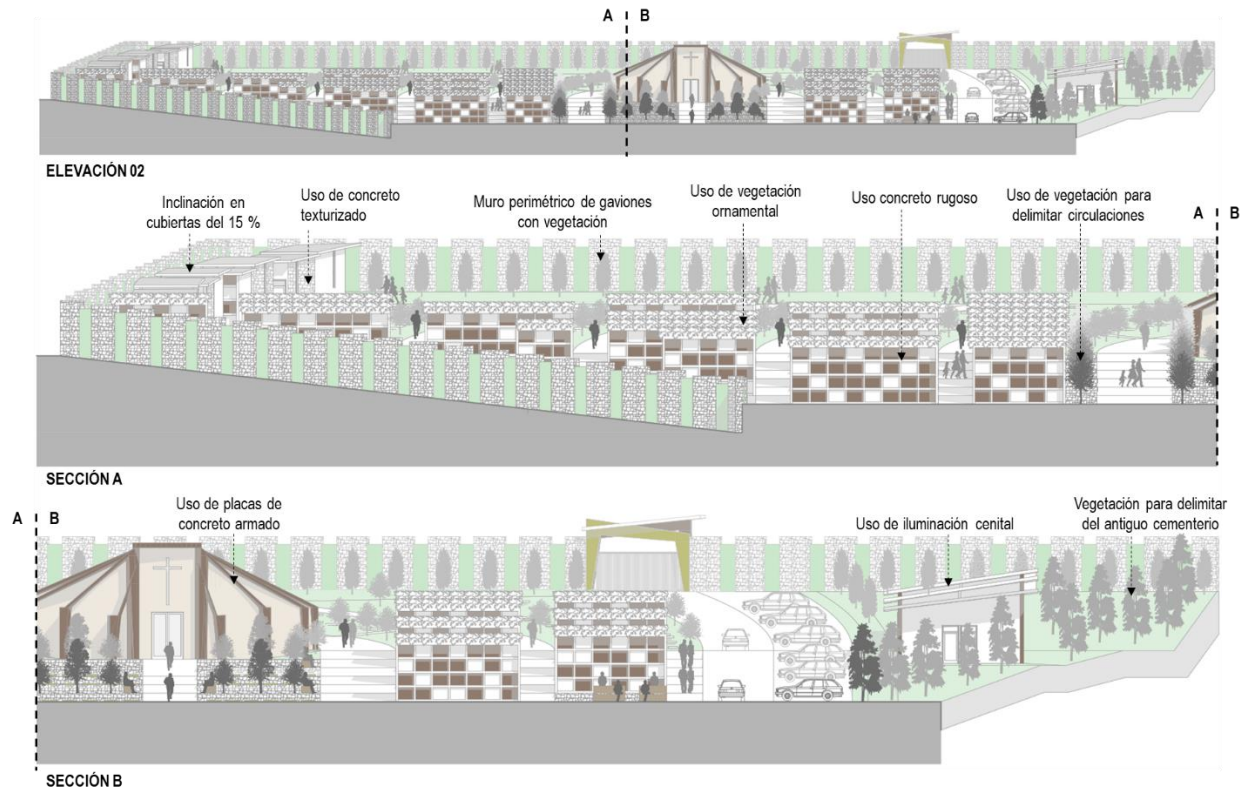 A B
ELEVACIÓN 02
Inclinación en
cubiertas del 15 %
Uso de concreto
texturizado
Muro perimétrico de gaviones
con vegetación
Uso de vegetación
ornamental
Uso concreto rugoso
Uso de vegetación para
delimitar circulaciones
A B
SECCIÓN A
A B
Uso de placas de
concreto armado
Uso de iluminación cenital
Vegetación para delimitar
del antiguo cementerio
SECCIÓN B